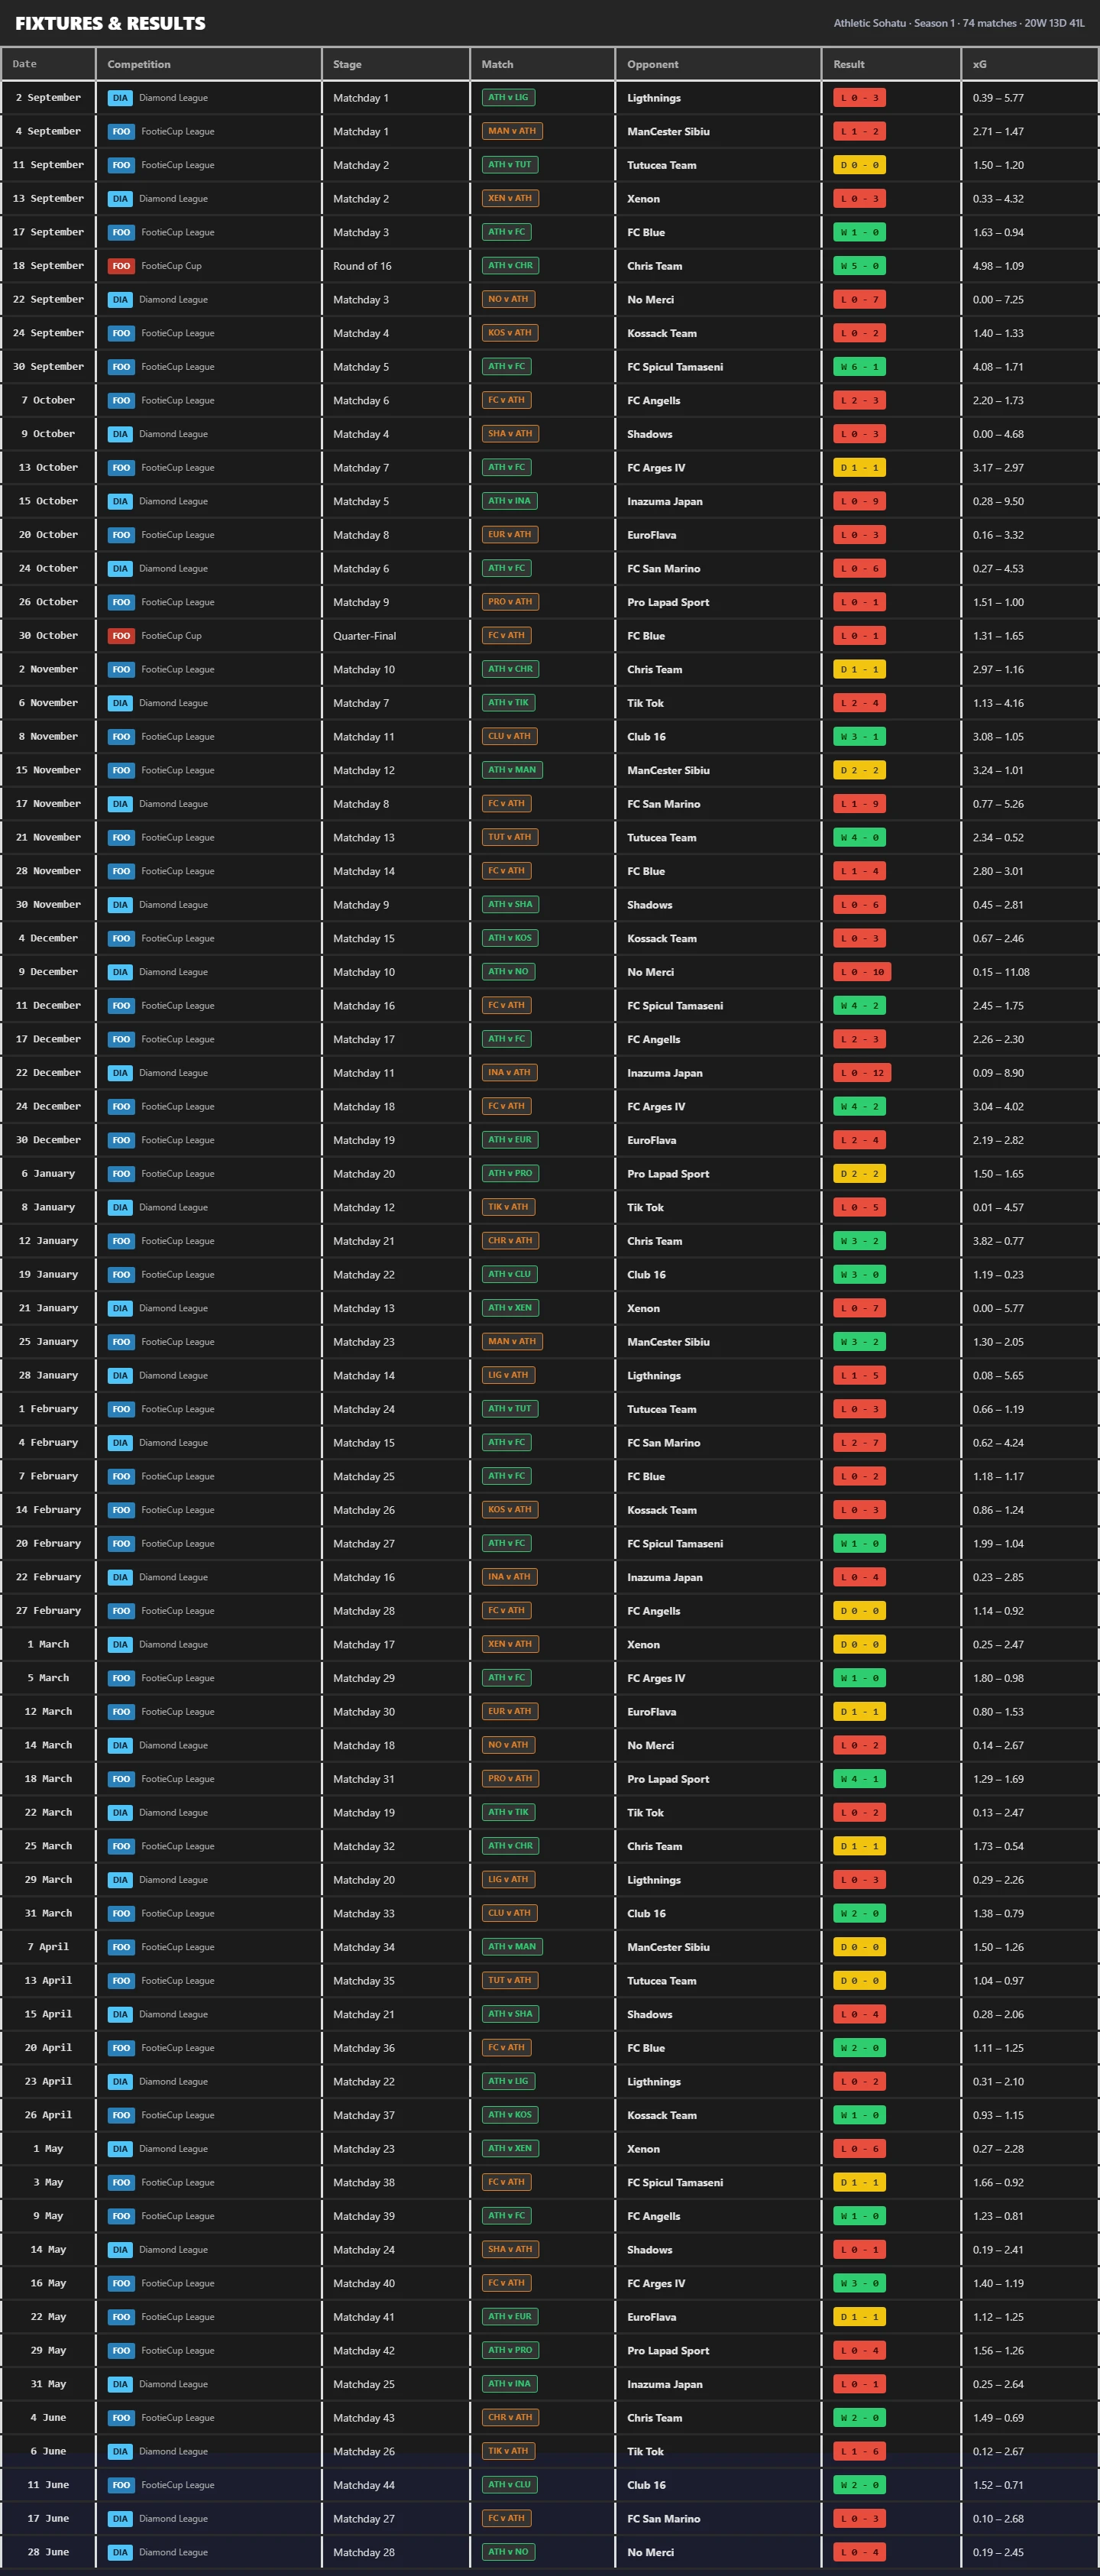 FIXTURES & RESULTS Athletic Sohatu · Season 1 · 74 matches · 20W 13D 41L
Date Competition Stage Match Opponent Result xG
2 September DIA Diamond League Matchday 1 ATH v LIG Ligthnings L 0 - 3 0.39 – 5.77
4 September FOO FootieCup League Matchday 1 MAN v ATH ManCester Sibiu L 1 - 2 2.71 – 1.47
11 September FOO FootieCup League Matchday 2 ATH v TUT Tutucea Team D 0 - 0 1.50 – 1.20
13 September DIA Diamond League Matchday 2 XEN v ATH Xenon L 0 - 3 0.33 – 4.32
17 September FOO FootieCup League Matchday 3 ATH v FC FC Blue W 1 - 0 1.63 – 0.94
18 September FOO FootieCup Cup Round of 16 ATH v CHR Chris Team W 5 - 0 4.98 – 1.09
22 September DIA Diamond League Matchday 3 NO v ATH No Merci L 0 - 7 0.00 – 7.25
24 September FOO FootieCup League Matchday 4 KOS v ATH Kossack Team L 0 - 2 1.40 – 1.33
30 September FOO FootieCup League Matchday 5 ATH v FC FC Spicul Tamaseni W 6 - 1 4.08 – 1.71
7 October FOO FootieCup League Matchday 6 FC v ATH FC Angells L 2 - 3 2.20 – 1.73
9 October DIA Diamond League Matchday 4 SHA v ATH Shadows L 0 - 3 0.00 – 4.68
13 October FOO FootieCup League Matchday 7 ATH v FC FC Arges IV D 1 - 1 3.17 – 2.97
15 October DIA Diamond League Matchday 5 ATH v INA Inazuma Japan L 0 - 9 0.28 – 9.50
20 October FOO FootieCup League Matchday 8 EUR v ATH EuroFlava L 0 - 3 0.16 – 3.32
24 October DIA Diamond League Matchday 6 ATH v FC FC San Marino L 0 - 6 0.27 – 4.53
26 October FOO FootieCup League Matchday 9 PRO v ATH Pro Lapad Sport L 0 - 1 1.51 – 1.00
30 October FOO FootieCup Cup Quarter-Final FC v ATH FC Blue L 0 - 1 1.31 – 1.65
2 November FOO FootieCup League Matchday 10 ATH v CHR Chris Team D 1 - 1 2.97 – 1.16
6 November DIA Diamond League Matchday 7 ATH v TIK Tik Tok L 2 - 4 1.13 – 4.16
8 November FOO FootieCup League Matchday 11 CLU v ATH Club 16 W 3 - 1 3.08 – 1.05
15 November FOO FootieCup League Matchday 12 ATH v MAN ManCester Sibiu D 2 - 2 3.24 – 1.01
17 November DIA Diamond League Matchday 8 FC v ATH FC San Marino L 1 - 9 0.77 – 5.26
21 November FOO FootieCup League Matchday 13 TUT v ATH Tutucea Team W 4 - 0 2.34 – 0.52
28 November FOO FootieCup League Matchday 14 FC v ATH FC Blue L 1 - 4 2.80 – 3.01
30 November DIA Diamond League Matchday 9 ATH v SHA Shadows L 0 - 6 0.45 – 2.81
4 December FOO FootieCup League Matchday 15 ATH v KOS Kossack Team L 0 - 3 0.67 – 2.46
9 December DIA Diamond League Matchday 10 ATH v NO No Merci L 0 - 10 0.15 – 11.08
11 December FOO FootieCup League Matchday 16 FC v ATH FC Spicul Tamaseni W 4 - 2 2.45 – 1.75
17 December FOO FootieCup League Matchday 17 ATH v FC FC Angells L 2 - 3 2.26 – 2.30
22 December DIA Diamond League Matchday 11 INA v ATH Inazuma Japan L 0 - 12 0.09 – 8.90
24 December FOO FootieCup League Matchday 18 FC v ATH FC Arges IV W 4 - 2 3.04 – 4.02
30 December FOO FootieCup League Matchday 19 ATH v EUR EuroFlava L 2 - 4 2.19 – 2.82
6 January FOO FootieCup League Matchday 20 ATH v PRO Pro Lapad Sport D 2 - 2 1.50 – 1.65
8 January DIA Diamond League Matchday 12 TIK v ATH Tik Tok L 0 - 5 0.01 – 4.57
12 January FOO FootieCup League Matchday 21 CHR v ATH Chris Team W 3 - 2 3.82 – 0.77
19 January FOO FootieCup League Matchday 22 ATH v CLU Club 16 W 3 - 0 1.19 – 0.23
21 January DIA Diamond League Matchday 13 ATH v XEN Xenon L 0 - 7 0.00 – 5.77
25 January FOO FootieCup League Matchday 23 MAN v ATH ManCester Sibiu W 3 - 2 1.30 – 2.05
28 January DIA Diamond League Matchday 14 LIG v ATH Ligthnings L 1 - 5 0.08 – 5.65
1 February FOO FootieCup League Matchday 24 ATH v TUT Tutucea Team L 0 - 3 0.66 – 1.19
4 February DIA Diamond League Matchday 15 ATH v FC FC San Marino L 2 - 7 0.62 – 4.24
7 February FOO FootieCup League Matchday 25 ATH v FC FC Blue L 0 - 2 1.18 – 1.17
14 February FOO FootieCup League Matchday 26 KOS v ATH Kossack Team L 0 - 3 0.86 – 1.24
20 February FOO FootieCup League Matchday 27 ATH v FC FC Spicul Tamaseni W 1 - 0 1.99 – 1.04
22 February DIA Diamond League Matchday 16 INA v ATH Inazuma Japan L 0 - 4 0.23 – 2.85
27 February FOO FootieCup League Matchday 28 FC v ATH FC Angells D 0 - 0 1.14 – 0.92
1 March DIA Diamond League Matchday 17 XEN v ATH Xenon D 0 - 0 0.25 – 2.47
5 March FOO FootieCup League Matchday 29 ATH v FC FC Arges IV W 1 - 0 1.80 – 0.98
12 March FOO FootieCup League Matchday 30 EUR v ATH EuroFlava D 1 - 1 0.80 – 1.53
14 March DIA Diamond League Matchday 18 NO v ATH No Merci L 0 - 2 0.14 – 2.67
18 March FOO FootieCup League Matchday 31 PRO v ATH Pro Lapad Sport W 4 - 1 1.29 – 1.69
22 March DIA Diamond League Matchday 19 ATH v TIK Tik Tok L 0 - 2 0.13 – 2.47
25 March FOO FootieCup League Matchday 32 ATH v CHR Chris Team D 1 - 1 1.73 – 0.54
29 March DIA Diamond League Matchday 20 LIG v ATH Ligthnings L 0 - 3 0.29 – 2.26
31 March FOO FootieCup League Matchday 33 CLU v ATH Club 16 W 2 - 0 1.38 – 0.79
7 April FOO FootieCup League Matchday 34 ATH v MAN ManCester Sibiu D 0 - 0 1.50 – 1.26
13 April FOO FootieCup League Matchday 35 TUT v ATH Tutucea Team D 0 - 0 1.04 – 0.97
15 April DIA Diamond League Matchday 21 ATH v SHA Shadows L 0 - 4 0.28 – 2.06
20 April FOO FootieCup League Matchday 36 FC v ATH FC Blue W 2 - 0 1.11 – 1.25
23 April DIA Diamond League Matchday 22 ATH v LIG Ligthnings L 0 - 2 0.31 – 2.10
26 April FOO FootieCup League Matchday 37 ATH v KOS Kossack Team W 1 - 0 0.93 – 1.15
1 May DIA Diamond League Matchday 23 ATH v XEN Xenon L 0 - 6 0.27 – 2.28
3 May FOO FootieCup League Matchday 38 FC v ATH FC Spicul Tamaseni D 1 - 1 1.66 – 0.92
9 May FOO FootieCup League Matchday 39 ATH v FC FC Angells W 1 - 0 1.23 – 0.81
14 May DIA Diamond League Matchday 24 SHA v ATH Shadows L 0 - 1 0.19 – 2.41
16 May FOO FootieCup League Matchday 40 FC v ATH FC Arges IV W 3 - 0 1.40 – 1.19
22 May FOO FootieCup League Matchday 41 ATH v EUR EuroFlava D 1 - 1 1.12 – 1.25
29 May FOO FootieCup League Matchday 42 ATH v PRO Pro Lapad Sport L 0 - 4 1.56 – 1.26
31 May DIA Diamond League Matchday 25 ATH v INA Inazuma Japan L 0 - 1 0.25 – 2.64
4 June FOO FootieCup League Matchday 43 CHR v ATH Chris Team W 2 - 0 1.49 – 0.69
6 June DIA Diamond League Matchday 26 TIK v ATH Tik Tok L 1 - 6 0.12 – 2.67
11 June FOO FootieCup League Matchday 44 ATH v CLU Club 16 W 2 - 0 1.52 – 0.71
17 June DIA Diamond League Matchday 27 FC v ATH FC San Marino L 0 - 3 0.10 – 2.68
28 June DIA Diamond League Matchday 28 ATH v NO No Merci L 0 - 4 0.19 – 2.45